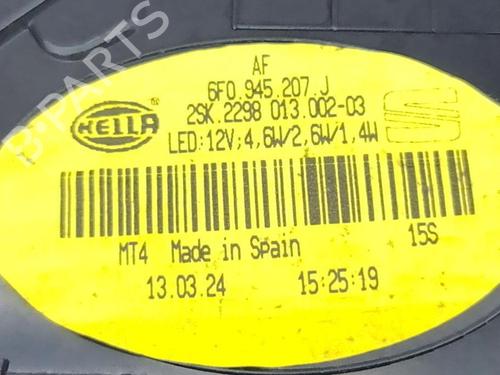 AF
6F0.945.207.J
HELLA
2SK.2298 013.002-03
LED:12V;4,6W/2,6W/1,4W
MT4 Made in Spain 15S
13.03.24 15:25:19
B-PARTS